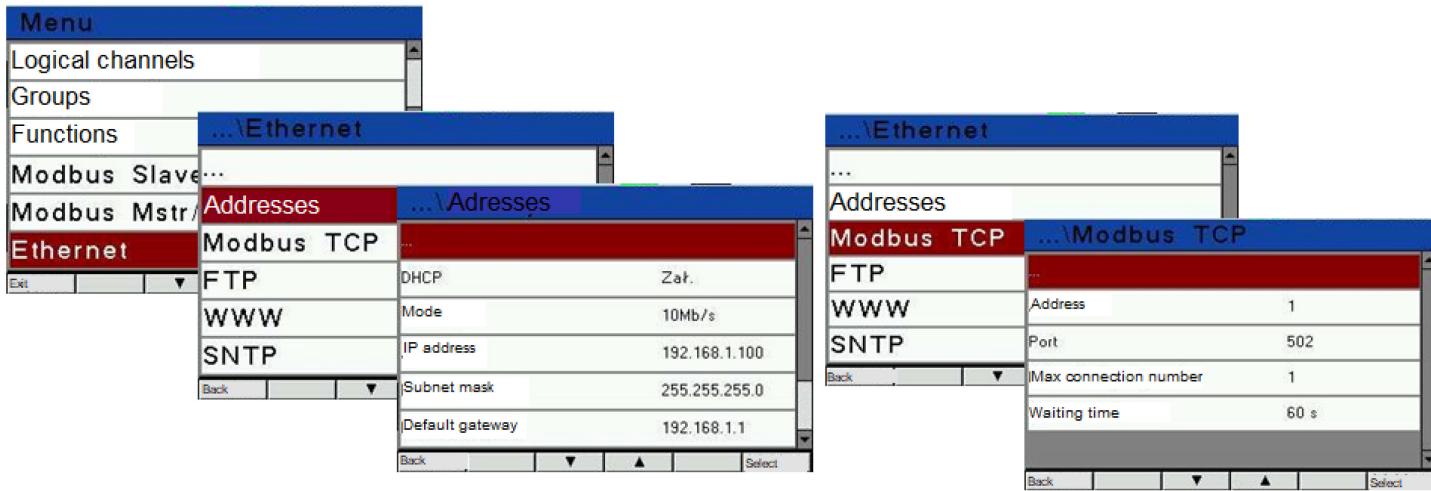 Menu
Logical channels
Groups
Functions
Modbus Slave
Modbus Mstr/
Ethernet
Exit ▼
...\Ethernet
...
Addresses
Modbus TCP
FTP
WWW
SNTP
Back ▼
...\Adresses
...
DHCP Zał.
Mode 10Mb/s
IP address 192.168.1.100
Subnet mask 255.255.255.0
Default gateway 192.168.1.1
Back ▼ ▲ Select
...\Ethernet
...
Addresses
Modbus TCP
FTP
WWW
SNTP
Back ▼
...\Modbus TCP
...
Address 1
Port 502
Max connection number 1
Waiting time 60 s
Back ▼ ▲ Select